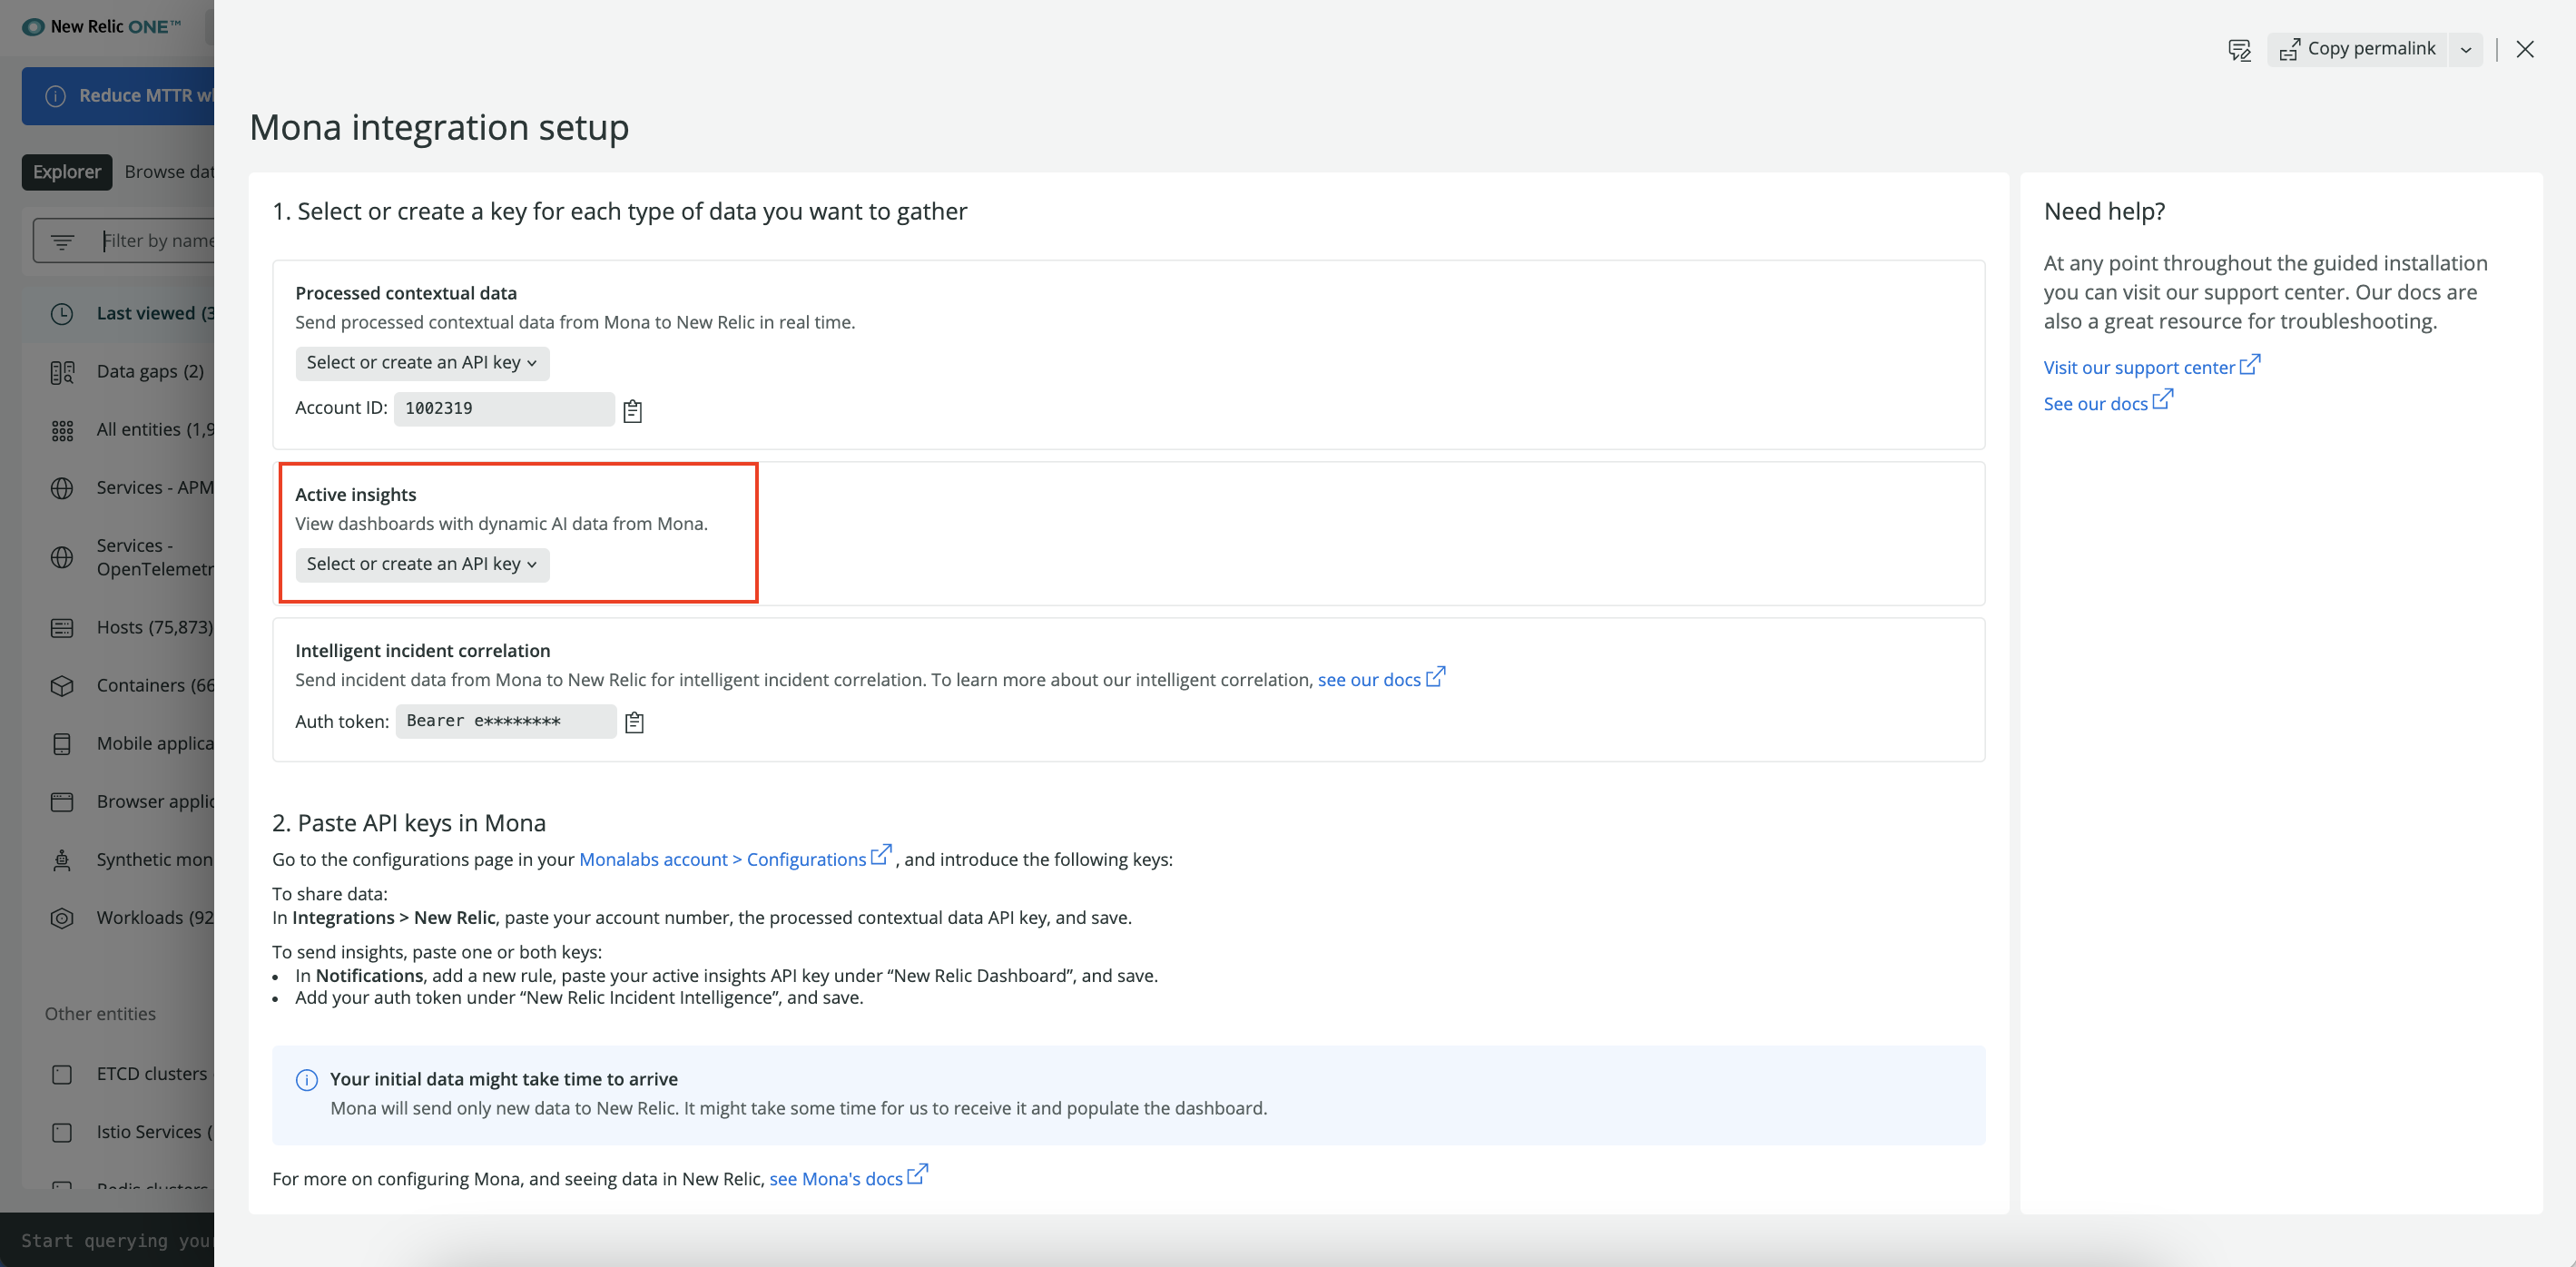 New Relic ONE™
Copy permalink
Reduce MTTR
Mona integration setup
Explorer
Browse
Filter by name
Last viewed
Data gaps (2)
All entities
Services - APM
Services -
Hosts (75,873)
Containers
Mobile
Browser
Synthetic
Workloads
Other entities
ETCD clusters
Istio Services
Redis clusters
Start querying
1. Select or create a key for each type of data you want to gather
Processed contextual data
Send processed contextual data from Mona to New Relic in real time.
Select or create an API key
Account ID: 1002319
Active insights
View dashboards with dynamic AI data from Mona.
Select or create an API key
Intelligent incident correlation
Send incident data from Mona to New Relic for intelligent incident correlation. To learn more about our intelligent correlation, see our docs
Auth token: Bearer e********
2. Paste API keys in Mona
Go to the configurations page in your Monalabs account > Configurations , and introduce the following keys:
To share data:
In Integrations > New Relic, paste your account number, the processed contextual data API key, and save.
To send insights, paste one or both keys:
• In Notifications, add a new rule, paste your active insights API key under “New Relic Dashboard”, and save.
• Add your auth token under “New Relic Incident Intelligence”, and save.
Your initial data might take time to arrive
Mona will send only new data to New Relic. It might take some time for us to receive it and populate the dashboard.
For more on configuring Mona, and seeing data in New Relic, see Mona's docs
Need help?
At any point throughout the guided installation
you can visit our support center. Our docs are
also a great resource for troubleshooting.
Visit our support center
See our docs